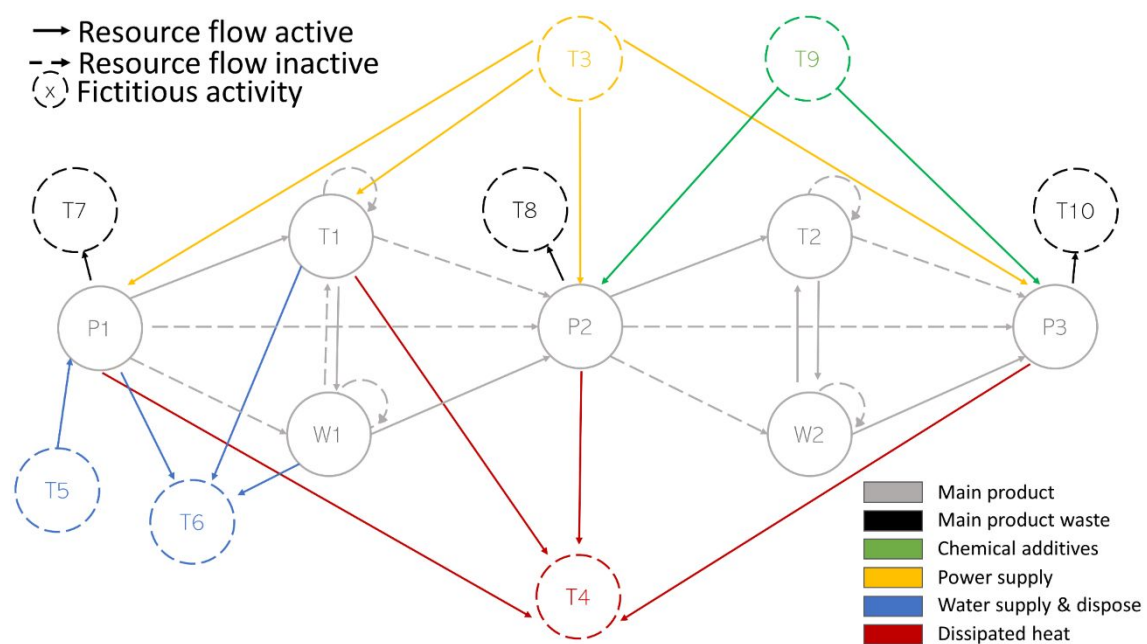 Resource flow active
Resource flow inactive
x Fictitious activity
T3
T9
T7
T8
T10
T1
T2
P1
P2
P3
W1
W2
T5
T6
T4
Main product
Main product waste
Chemical additives
Power supply
Water supply & dispose
Dissipated heat